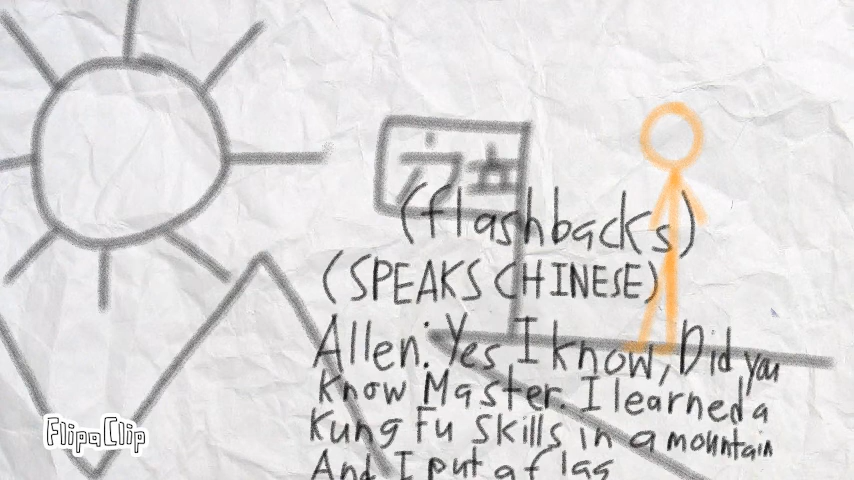 (flashbacks)
(SPEAKS CHINESE)
Allen: Yes I know, Did you
Know Master. I learned a
Kung Fu Skills in a mountain
And I put a flag
FlipaClip